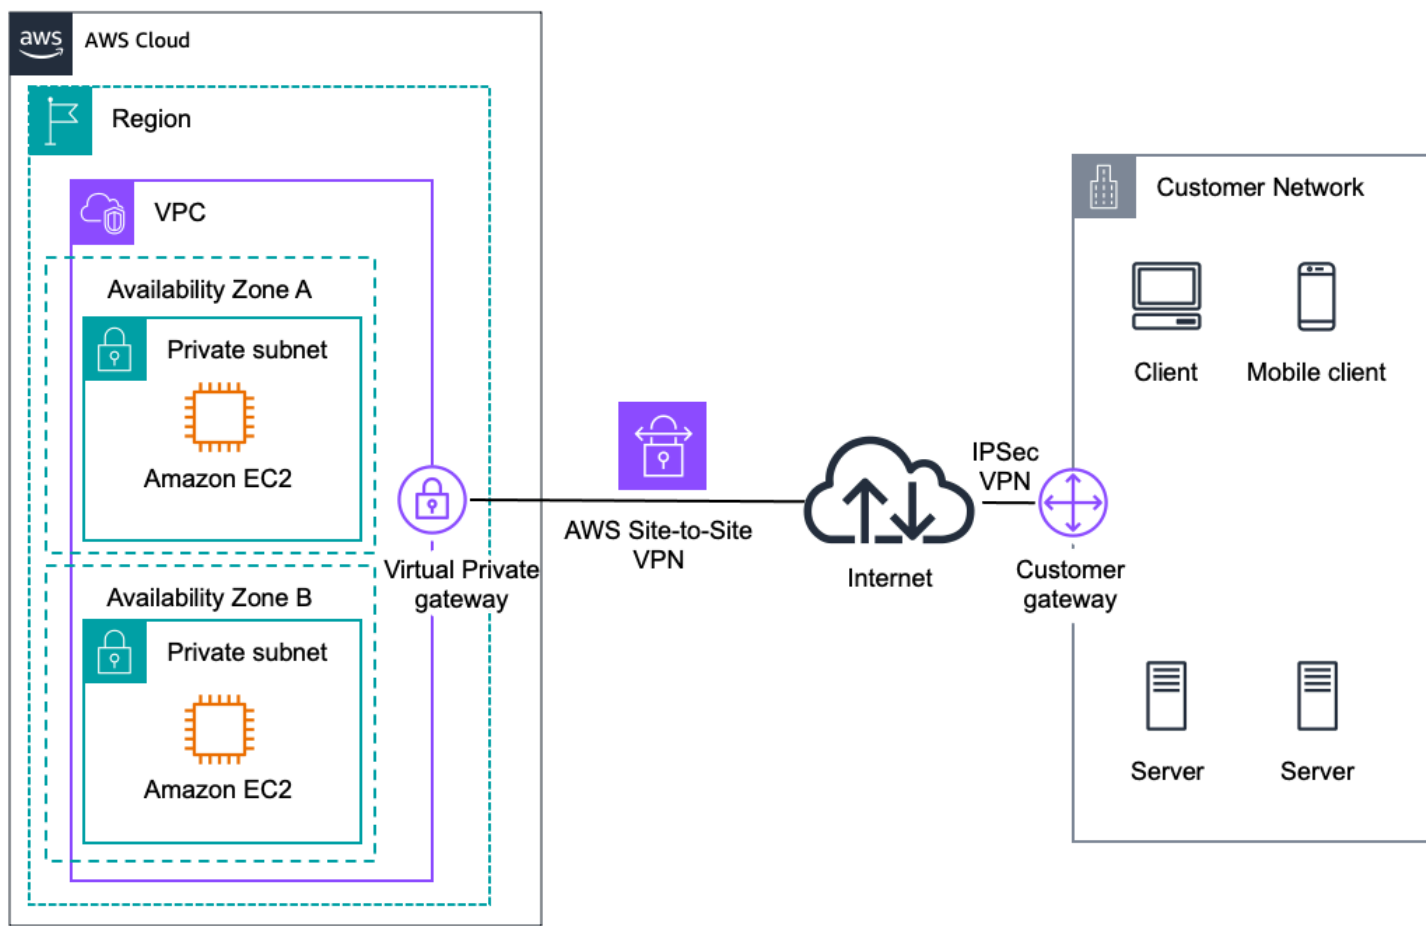 aws
AWS Cloud
Region
VPC
Availability Zone A
Private subnet
Amazon EC2
Availability Zone B
Private subnet
Amazon EC2
Virtual Private
gateway
AWS Site-to-Site
VPN
Internet
IPSec
VPN
Customer
gateway
Customer Network
Client
Mobile client
Server
Server